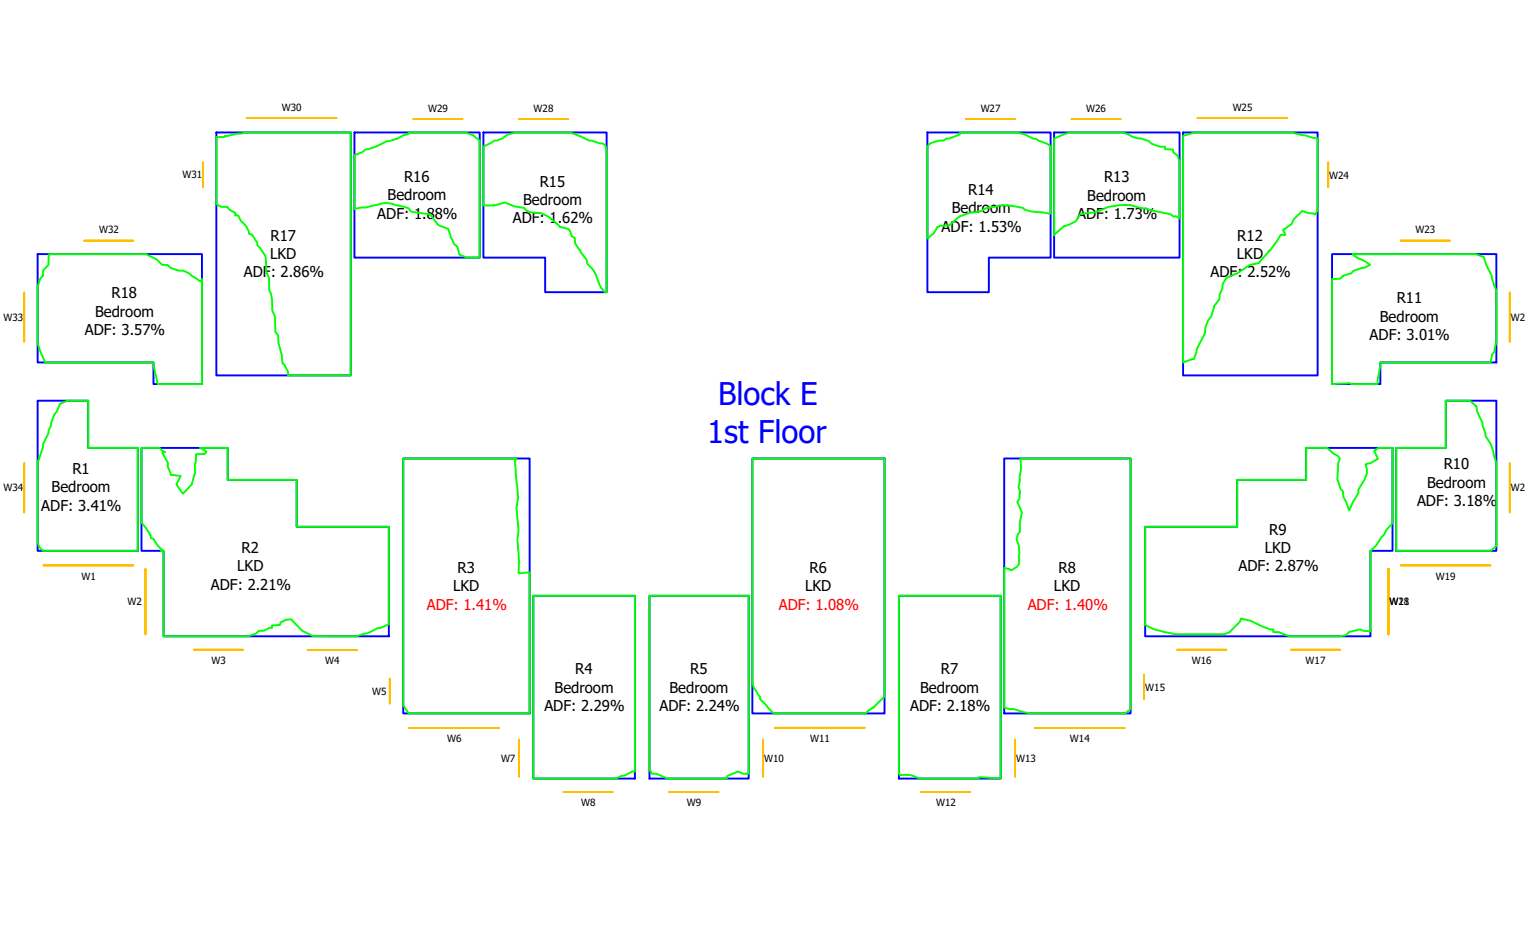 W30
W29
W28
W27
W26
W25
W31
R16
Bedroom
ADF: 1.88%
R15
Bedroom
ADF: 1.62%
R14
Bedroom
ADF: 1.53%
R13
Bedroom
ADF: 1.73%
W24
W32
R17
LKD
ADF: 2.86%
R12
LKD
ADF: 2.52%
W23
W33
R18
Bedroom
ADF: 3.57%
R11
Bedroom
ADF: 3.01%
W2
Block E
1st Floor
W34
R1
Bedroom
ADF: 3.41%
R10
Bedroom
ADF: 3.18%
W2
R2
LKD
ADF: 2.21%
R3
LKD
ADF: 1.41%
R6
LKD
ADF: 1.08%
R8
LKD
ADF: 1.40%
R9
LKD
ADF: 2.87%
W1
W2
W19
W3
W4
W16
W17
R4
Bedroom
ADF: 2.29%
R5
Bedroom
ADF: 2.24%
R7
Bedroom
ADF: 2.18%
W5
W15
W6
W11
W14
W7
W10
W13
W8
W9
W12